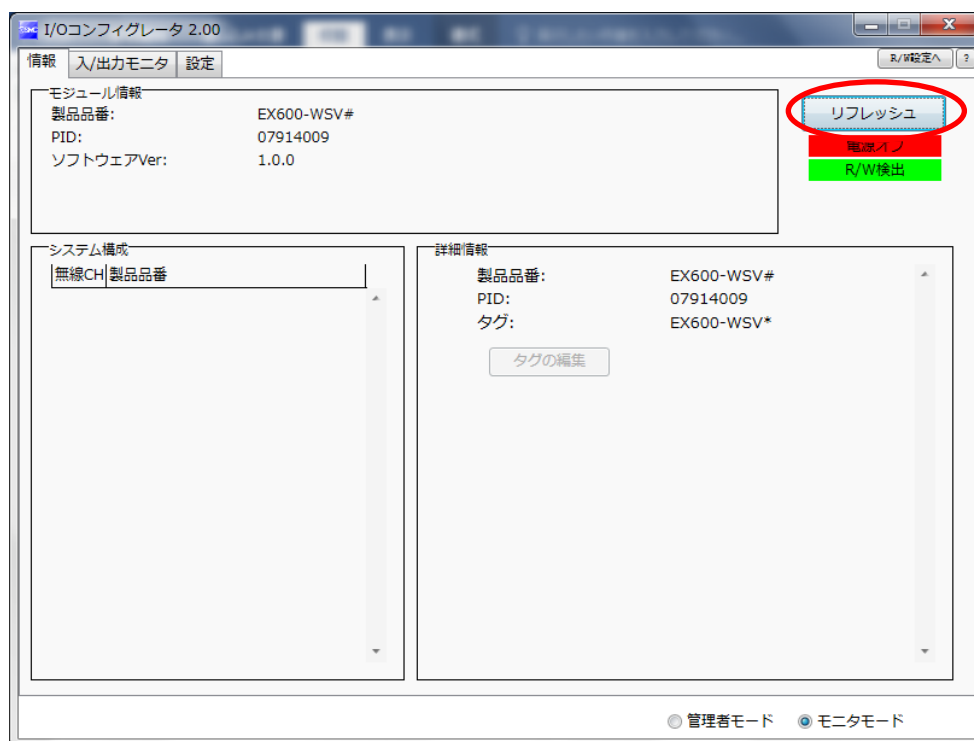 I/Oコンフィグレータ 2.00
情報 入/出力モニタ 設定
R/W設定へ ?
モジュール情報
製品品番: EX600-WSV#
PID: 07914009
ソフトウェアVer: 1.0.0
リフレッシュ
電源オフ
R/W検出
システム構成
無線CH 製品品番
詳細情報
製品品番: EX600-WSV#
PID: 07914009
タグ: EX600-WSV*
タグの編集
管理者モード モニタモード